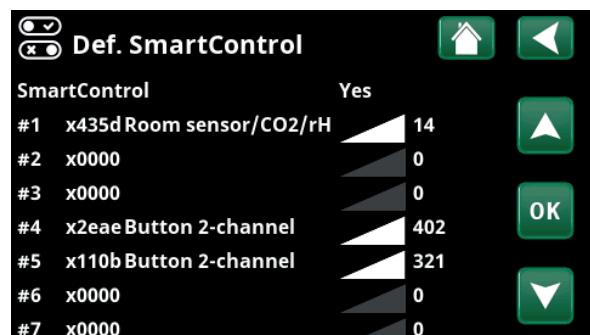 Def. SmartControl
SmartControl Yes
#1 x435d Room sensor/CO2/rH 14
#2 x0000 0
#3 x0000 0
#4 x2eae Button 2-channel 402
OK
#5 x110b Button 2-channel 321
#6 x0000 0
#7 x0000 0